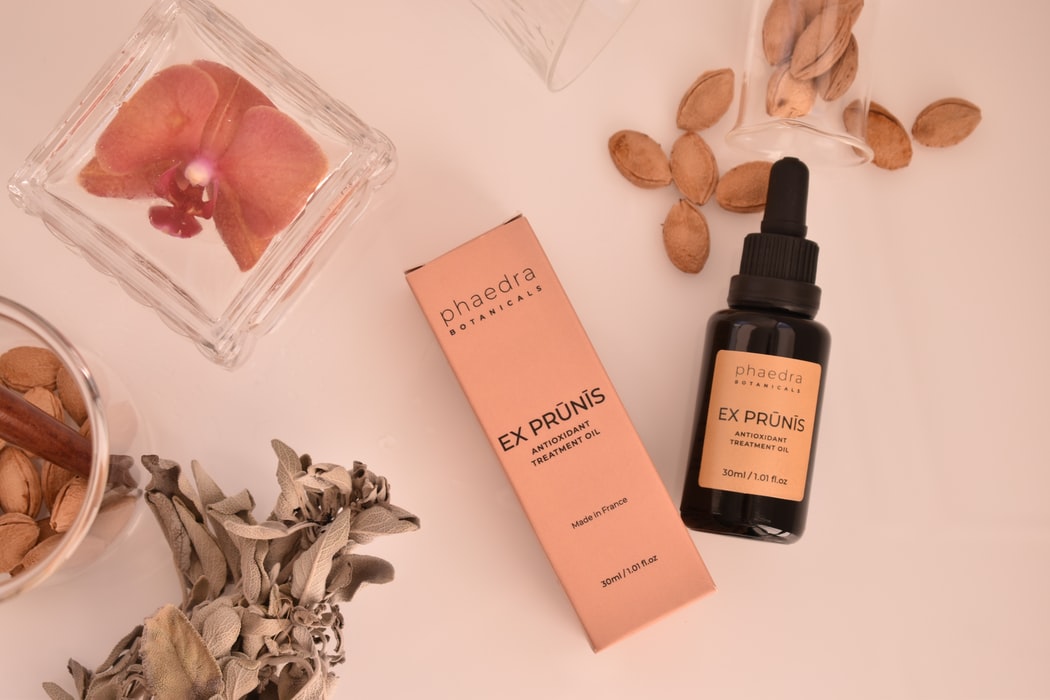 phaedra
BOTANICALS
EX PRŪNĪS
ANTIOXIDANT
TREATMENT OIL
Made in France
30ml / 1.01 fl.oz
phaedra
BOTANICALS
EX PRŪNĪS
ANTIOXIDANT
TREATMENT OIL
30ml / 1.01 fl.oz